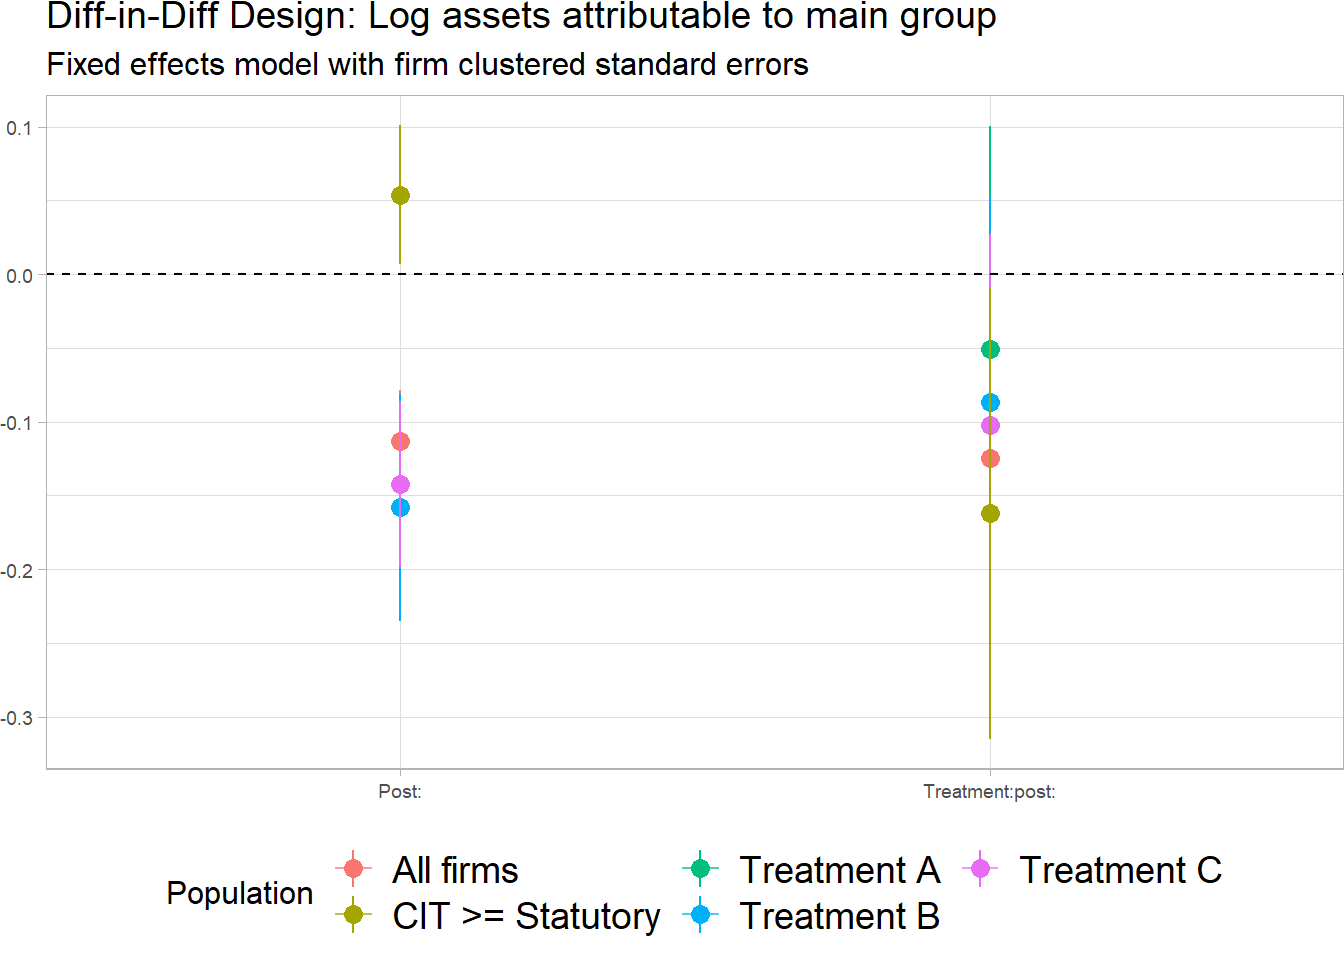 Diff-in-Diff Design: Log assets attributable to main group
Fixed effects model with firm clustered standard errors
0.1
0.0
-0.1
-0.2
-0.3
Post:
Treatment:post:
Population
All firms
CIT >= Statutory
Treatment A
Treatment B
Treatment C